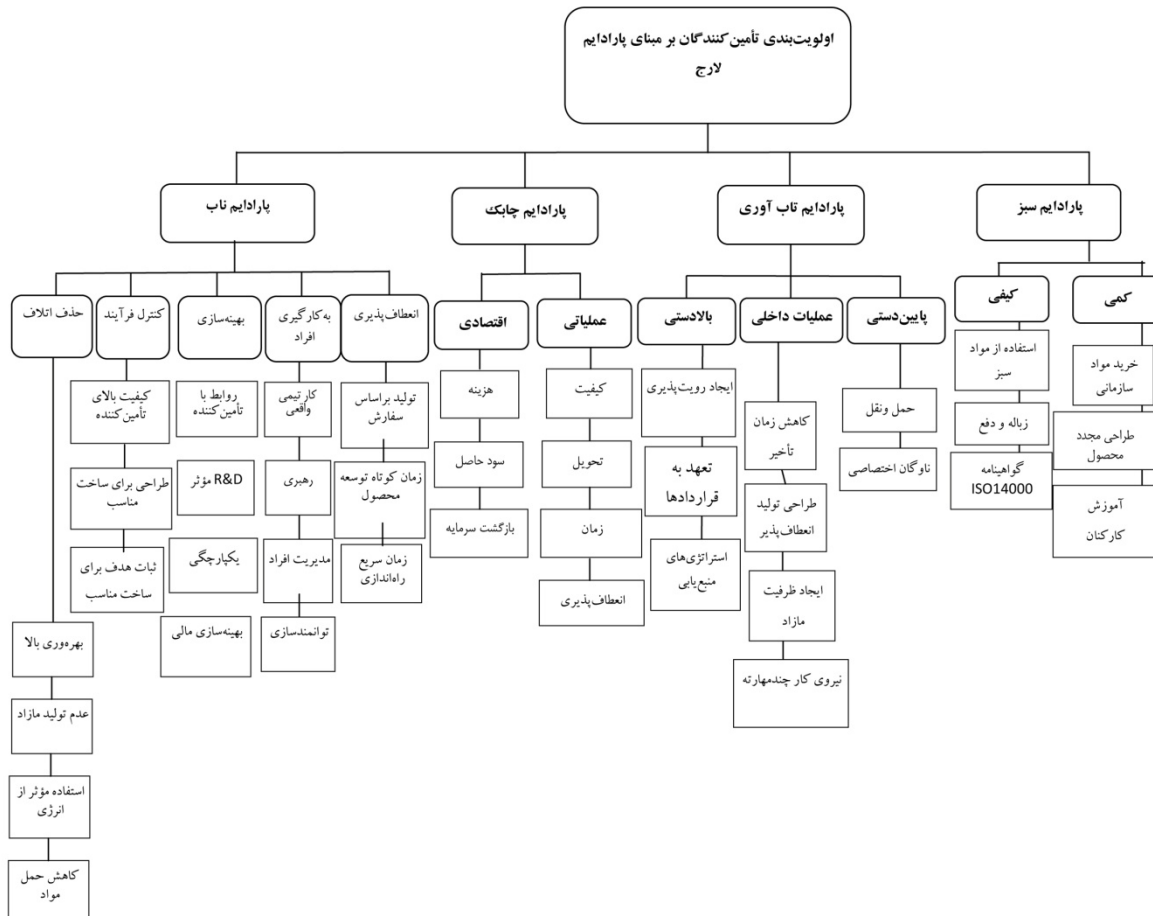 اولویت‌بندی تأمین‌کنندگان بر مبنای پارادایم
لارج
پارادایم سبز
پارادایم تاب آوری
پارادایم چابک
پارادایم ناب
کمی
کیفی
پایین‌دستی
عملیات داخلی
بالادستی
عملیاتی
اقتصادی
انعطاف‌پذیری
به‌کارگیری
افراد
بهینه‌سازی
کنترل فرآیند
حذف اتلاف
خرید مواد
سازمانی
طراحی مجدد
محصول
آموزش
کارکنان
استفاده از مواد
سبز
زباله و دفع
گواهینامه
ISO14000
حمل ونقل
ناوگان اختصاصی
کاهش زمان
تأخیر
طراحی تولید
انعطاف‌پذیر
ایجاد ظرفیت
مازاد
نیروی کار چندمهارته
ایجاد رویت‌پذیری
تعهد به
قراردادها
استراتژی‌های
منبع‌یابی
کیفیت
تحویل
زمان
انعطاف‌پذیری
هزینه
سود حاصل
بازگشت سرمایه
تولید براساس
سفارش
زمان کوتاه توسعه
محصول
زمان سریع
راه‌اندازی
کار تیمی
واقعی
رهبری
مدیریت افراد
توانمندسازی
روابط با
تأمین‌کننده
R&D مؤثر
یکپارچگی
بهینه‌سازی مالی
کیفیت بالای
تأمین‌کننده
طراحی برای ساخت
مناسب
ثبات هدف برای
ساخت مناسب
بهره‌وری بالا
عدم تولید مازاد
استفاده مؤثر از
انرژی
کاهش حمل
مواد